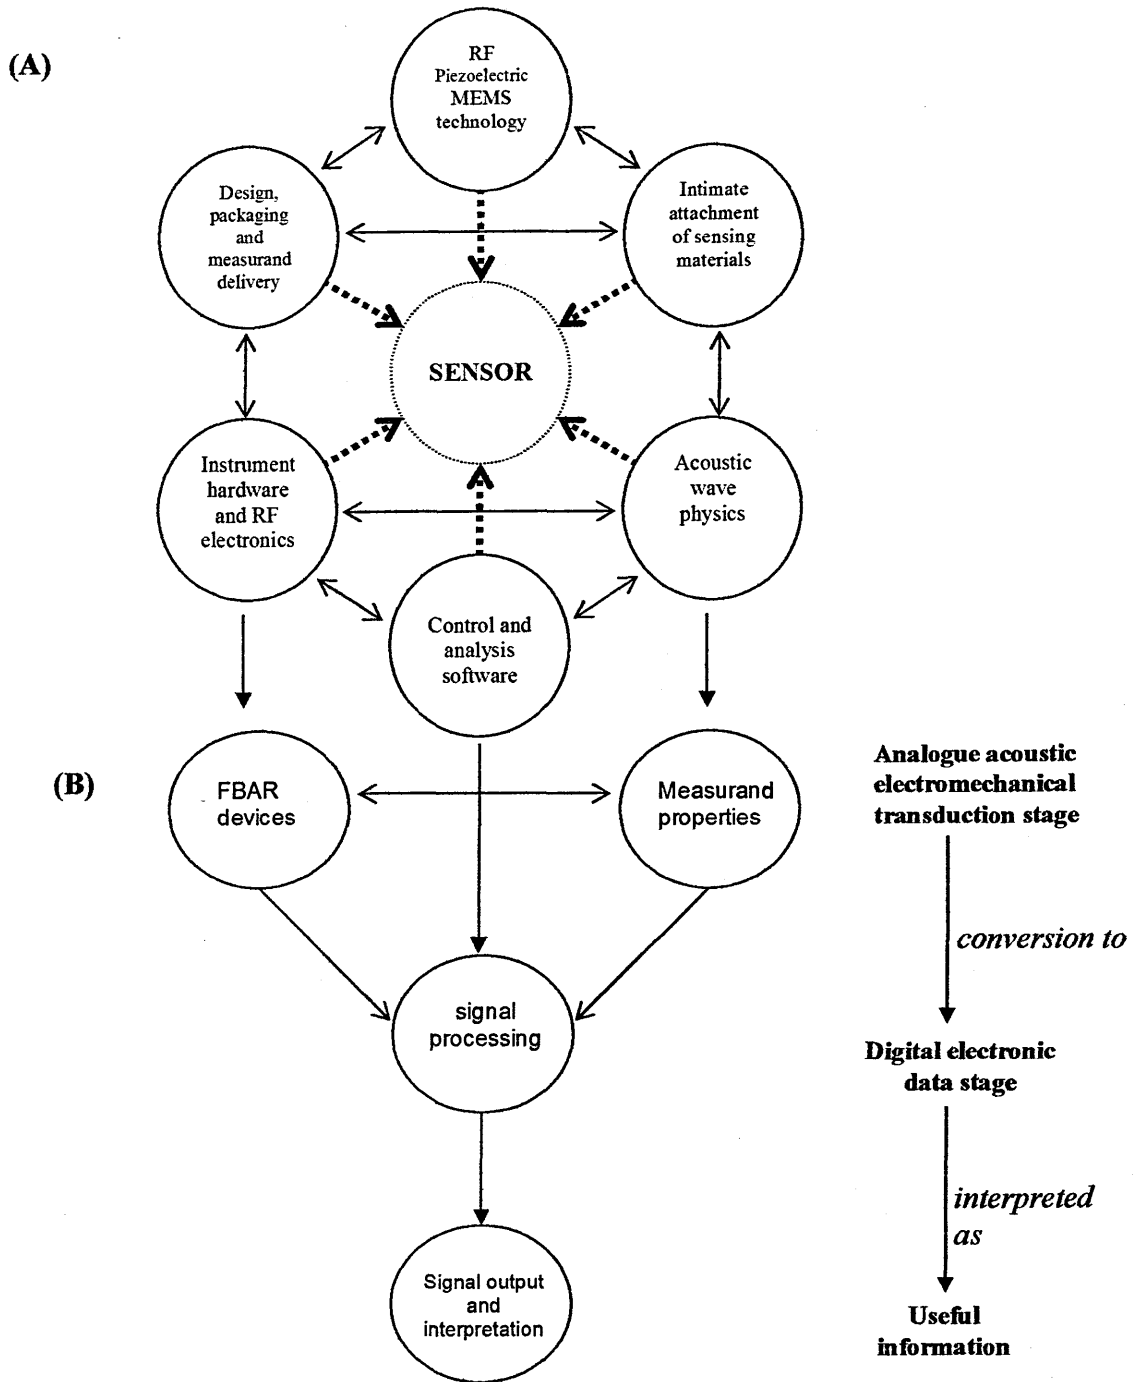 (A)
RF
Piezoelectric
MEMS
technology
Design,
packaging
and
measurand
delivery
Intimate
attachment
of sensing
materials
SENSOR
Instrument
hardware
and RF
electronics
Acoustic
wave
physics
Control and
analysis
software
(B)
FBAR
devices
Measurand
properties
Analogue acoustic
electromechanical
transduction stage
conversion to
signal
processing
Digital electronic
data stage
interpreted
as
Signal output
and
interpretation
Useful
information